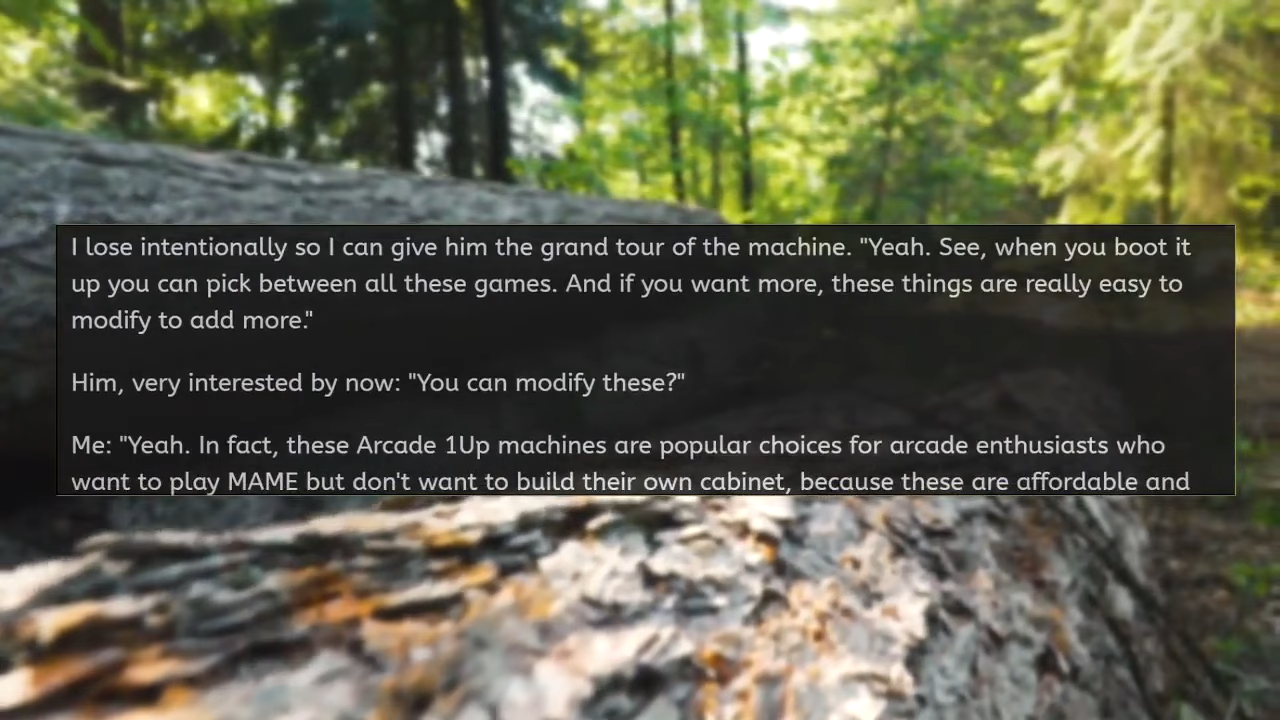 I lose intentionally so I can give him the grand tour of the machine. "Yeah. See, when you boot it
up you can pick between all these games. And if you want more, these things are really easy to
modify to add more."
Him, very interested by now: "You can modify these?"
Me: "Yeah. In fact, these Arcade 1Up machines are popular choices for arcade enthusiasts who
want to play MAME but don't want to build their own cabinet, because these are affordable and